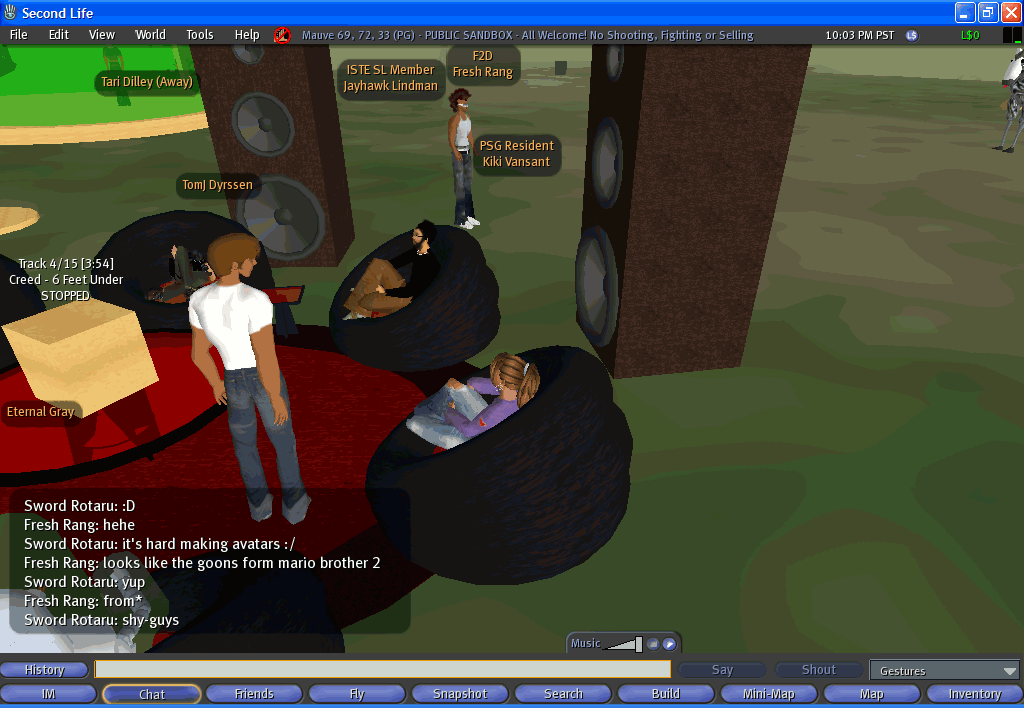 Second Life
File Edit View World Tools Help Mauve 69, 72, 33 (PG) - PUBLIC SANDBOX - All Welcome! No Shooting, Fighting or Selling 10:03 PM PST L$ L$0
F2D
Fresh Rang
ISTE SL Member
Jayhawk Lindman
Tari Dilley (Away)
PSG Resident
Kiki Vansant
TomJ Dyrssen
Track 4/15 [3:54]
Creed - 6 Feet Under
STOPPED
Eternal Gray
Sword Rotaru: :D
Fresh Rang: hehe
Sword Rotaru: it's hard making avatars :/
Fresh Rang: looks like the goons form mario brother 2
Sword Rotaru: yup
Fresh Rang: from*
Sword Rotaru: shy-guys
Music
History Say Shout Gestures
IM Chat Friends Fly Snapshot Search Build Mini-Map Map Inventory